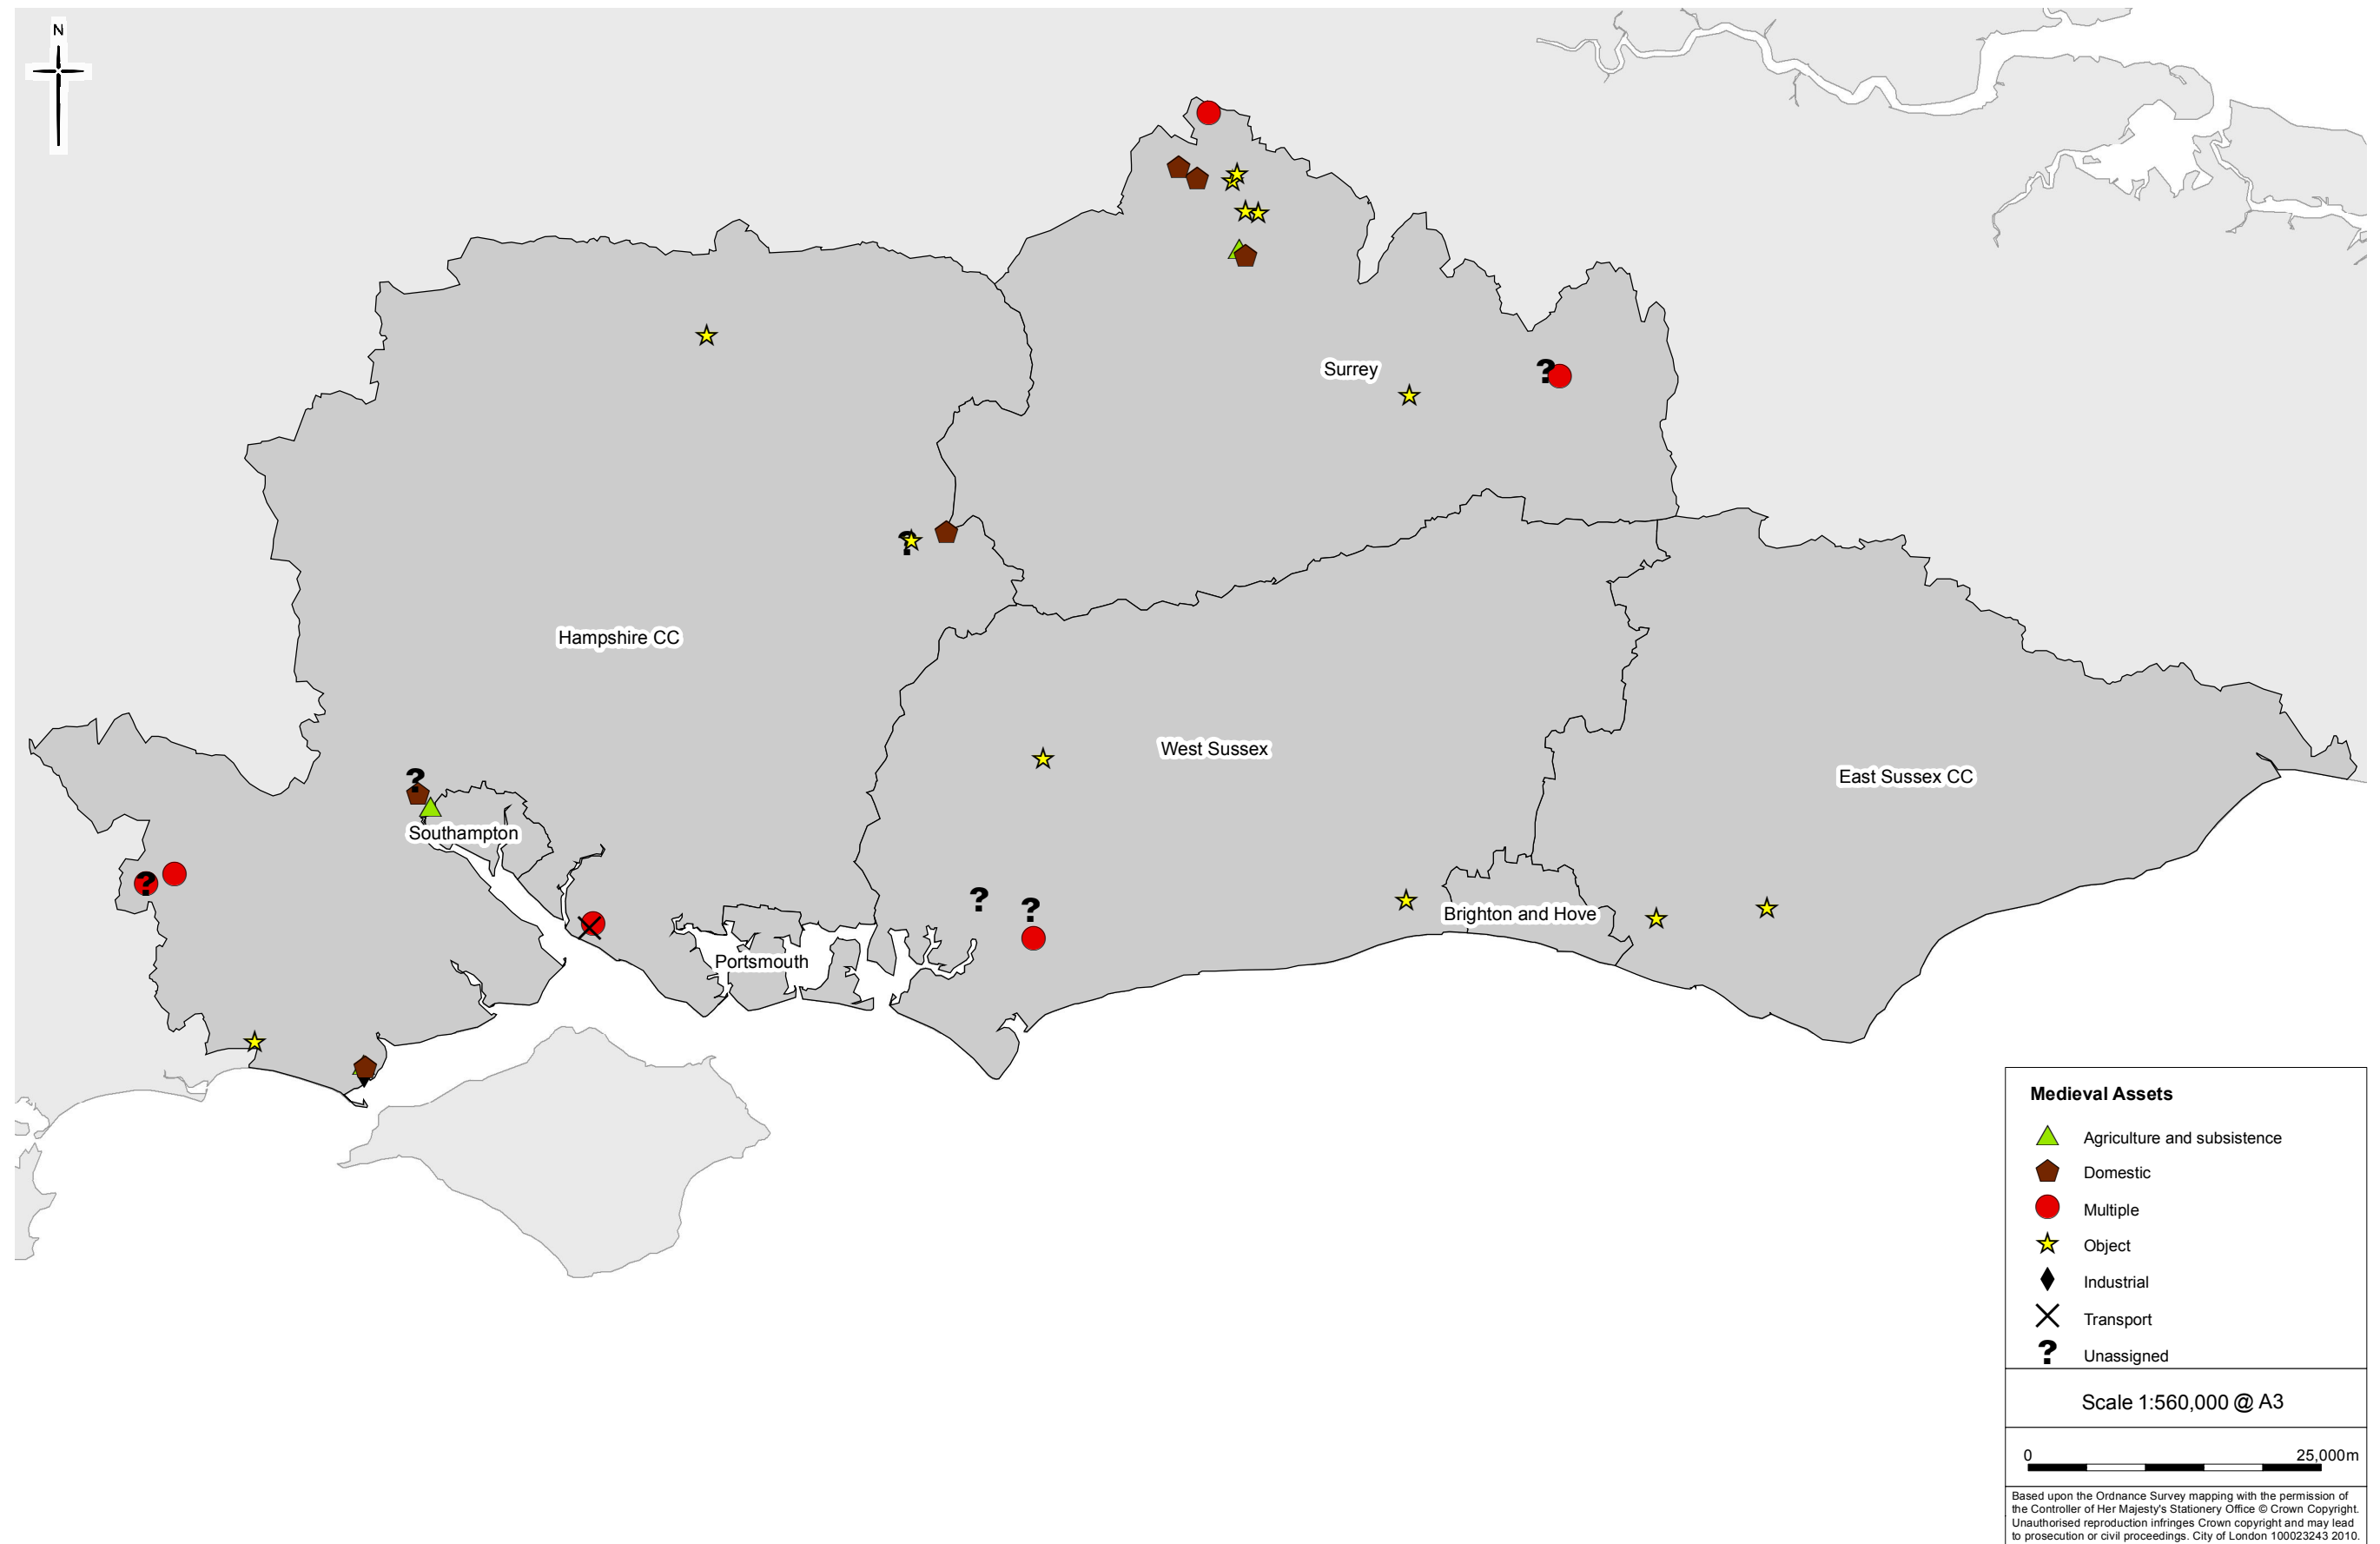 N
Surrey
Hampshire CC
West Sussex
East Sussex CC
Southampton
Brighton and Hove
Portsmouth
Medieval Assets
Agriculture and subsistence
Domestic
Multiple
Object
Industrial
Transport
? Unassigned
Scale 1:560,000 @ A3
0 25,000m
Based upon the Ordnance Survey mapping with the permission of
the Controller of Her Majesty's Stationery Office © Crown Copyright.
Unauthorised reproduction infringes Crown copyright and may lead
to prosecution or civil proceedings. City of London 100023243 2010.